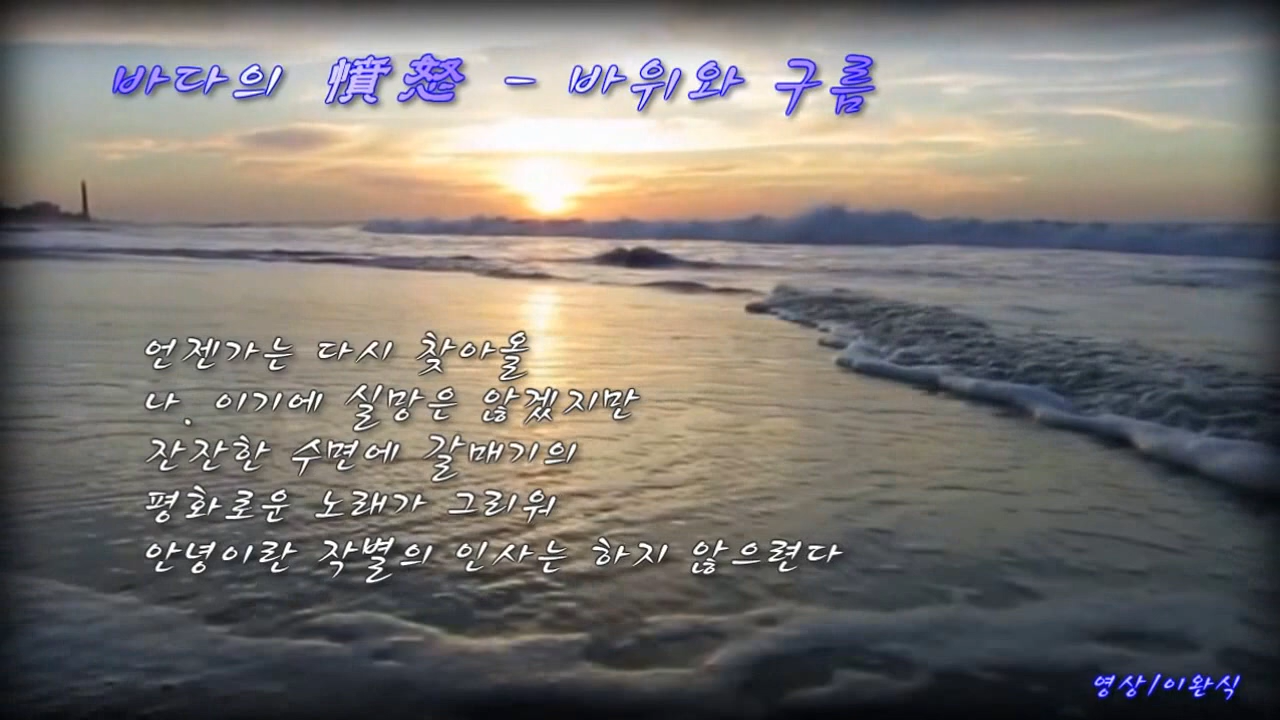 바다의 憤怒 - 바위와 구름
언젠가는 다시 찾아올
나. 이기에 실망은 않겠지만
잔잔한 수면에 갈매기의
평화로운 노래가 그리워
안녕이란 작별의 인사는 하지 않으련다
영상/이완식